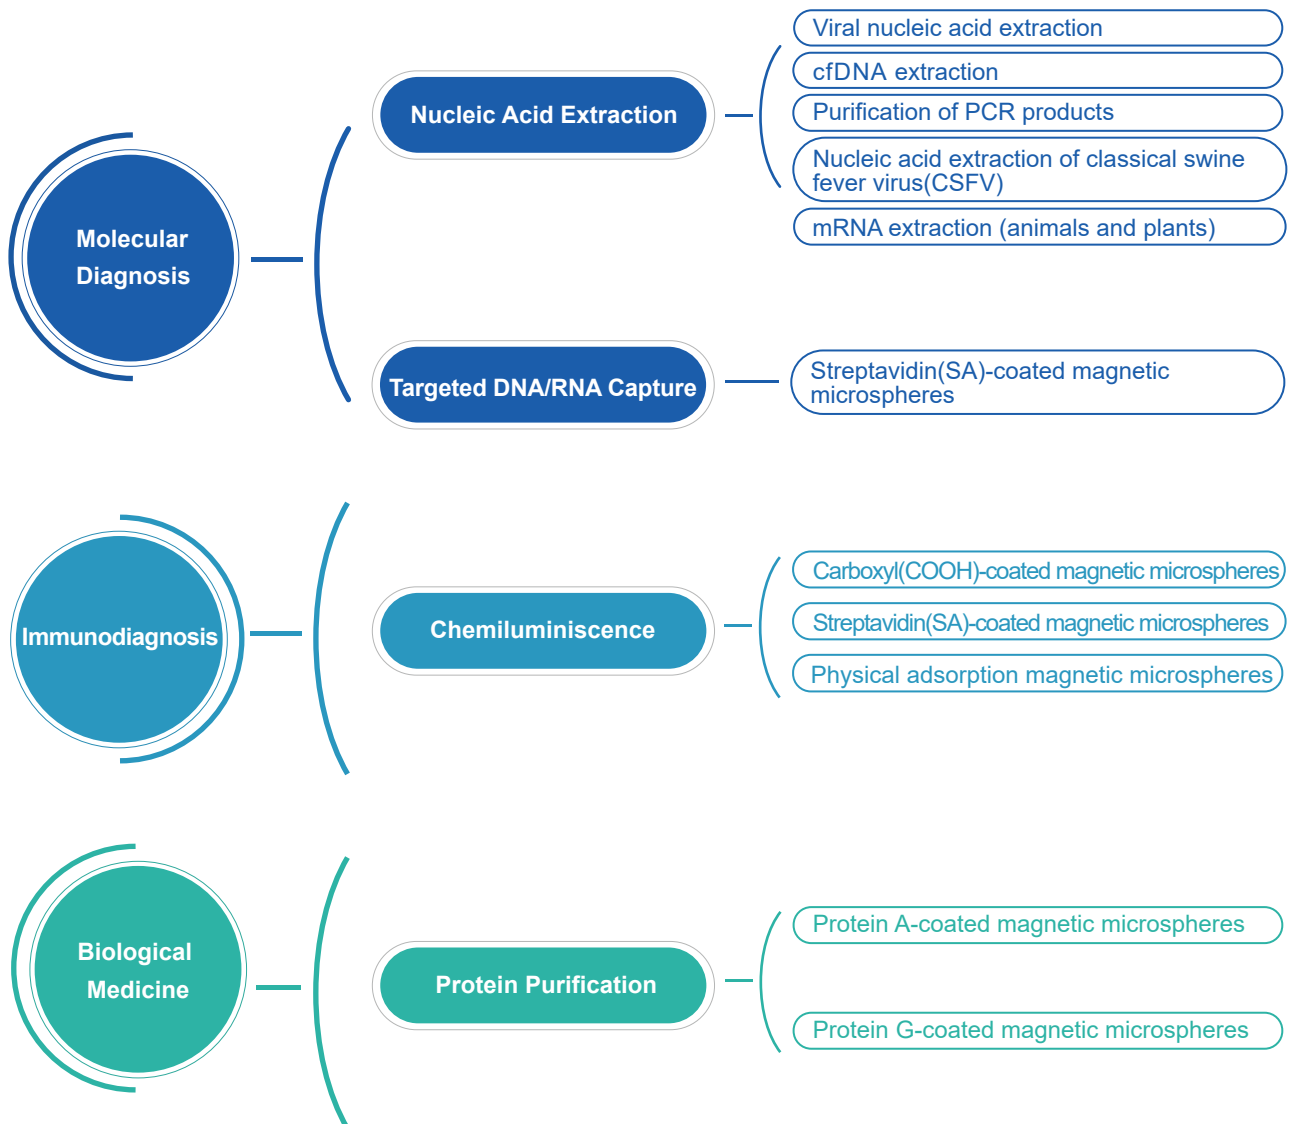 Molecular
Diagnosis
Nucleic Acid Extraction
Viral nucleic acid extraction
cfDNA extraction
Purification of PCR products
Nucleic acid extraction of classical swine
fever virus(CSFV)
mRNA extraction (animals and plants)
Targeted DNA/RNA Capture
Streptavidin(SA)-coated magnetic
microspheres
Immunodiagnosis
Chemiluminiscence
Carboxyl(COOH)-coated magnetic microspheres
Streptavidin(SA)-coated magnetic microspheres
Physical adsorption magnetic microspheres
Biological
Medicine
Protein Purification
Protein A-coated magnetic microspheres
Protein G-coated magnetic microspheres